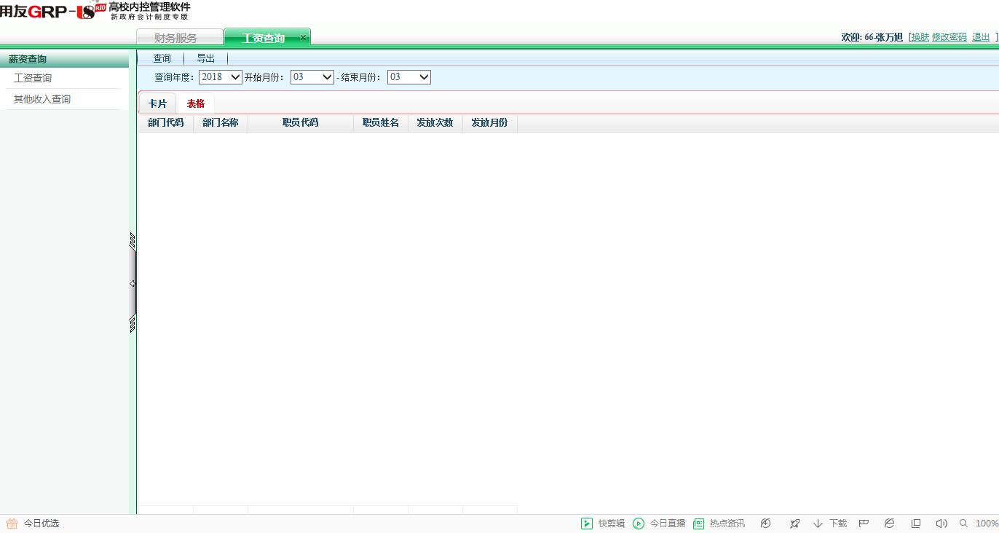 用友GRP-U8 R10 高校内控管理软件
新政府会计制度专版
财务服务 工资查询 × 欢迎: 66-张万旭 [换肤 修改密码 退出 ]
薪资查询
工资查询
其他收入查询
查询 导出
查询年度: 2018 开始月份: 03 - 结束月份: 03
卡片 表格
部门代码 部门名称 职员代码 职员姓名 发放次数 发放月份
今日优选 快剪辑 今日直播 热点资讯 下载 100%